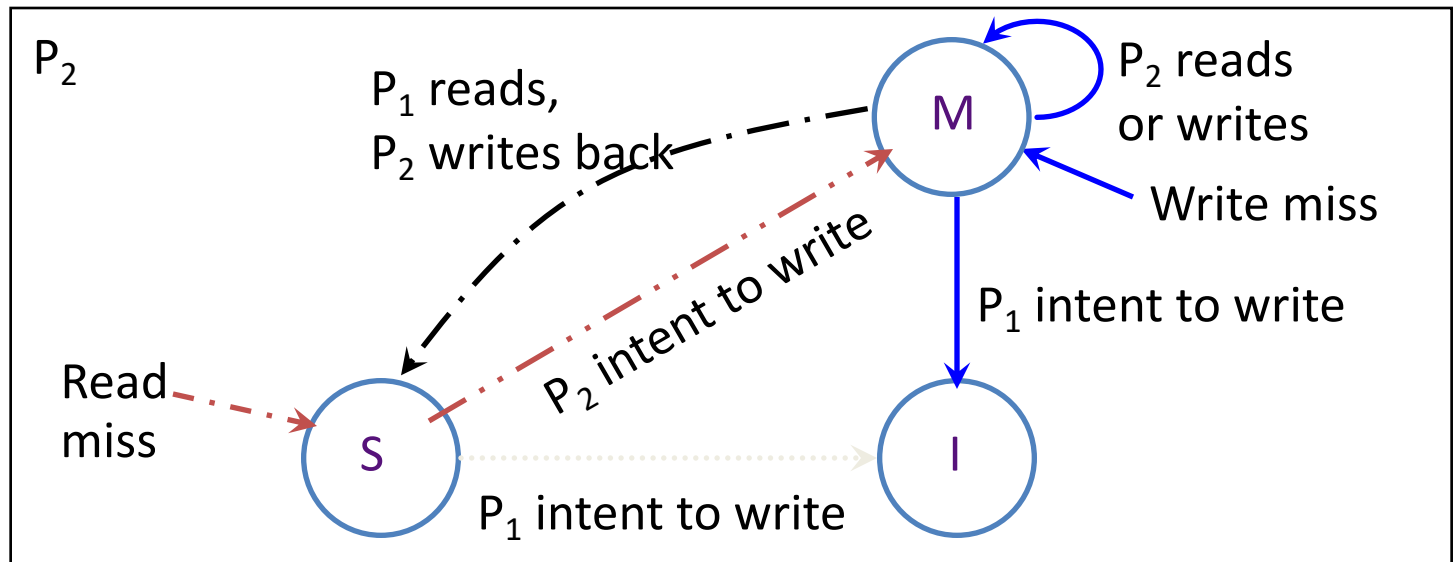 P₂
P₁ reads,
P₂ writes back
M
P₂ reads
or writes
Write miss
P₂ intent to write
P₁ intent to write
Read
miss
S
I
P₁ intent to write